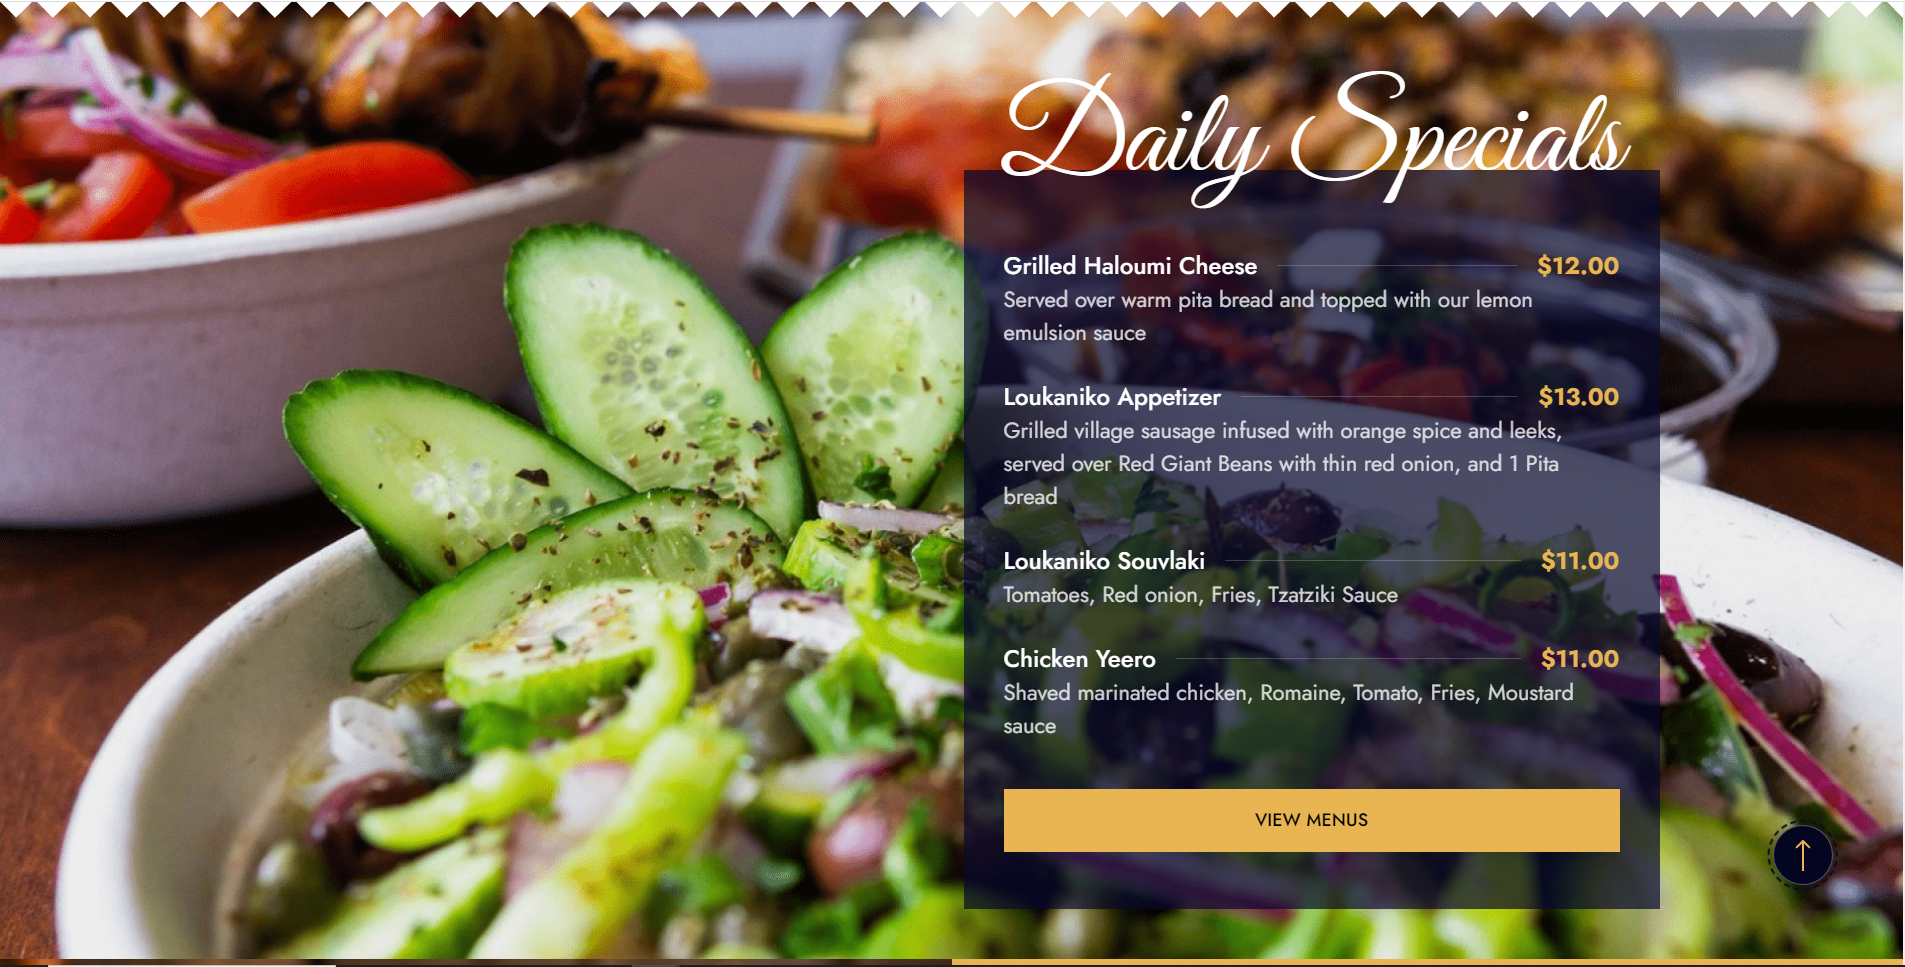 Daily Specials
Grilled Haloumi Cheese $12.00
Served over warm pita bread and topped with our lemon
emulsion sauce
Loukaniko Appetizer $13.00
Grilled village sausage infused with orange spice and leeks,
served over Red Giant Beans with thin red onion, and 1 Pita
bread
Loukaniko Souvlaki $11.00
Tomatoes, Red onion, Fries, Tzatziki Sauce
Chicken Yeero $11.00
Shaved marinated chicken, Romaine, Tomato, Fries, Moustard
sauce
VIEW MENUS